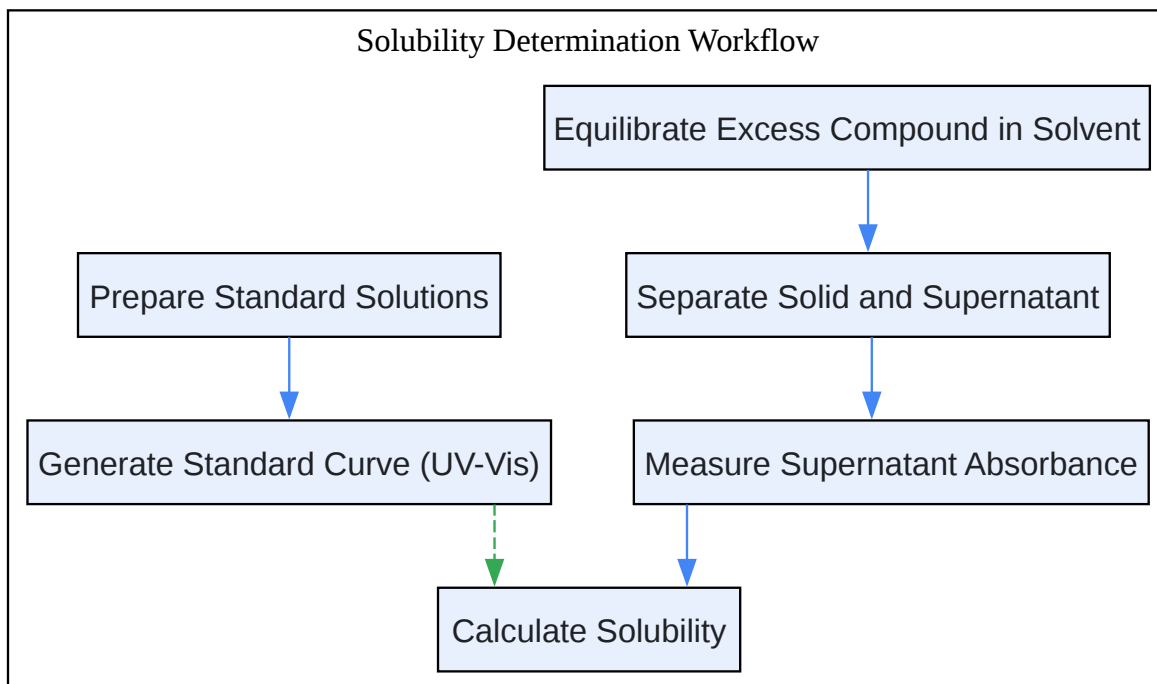 Solubility Determination Workflow
Equilibrate Excess Compound in Solvent
Prepare Standard Solutions
Separate Solid and Supernatant
Generate Standard Curve (UV-Vis)
Measure Supernatant Absorbance
Calculate Solubility